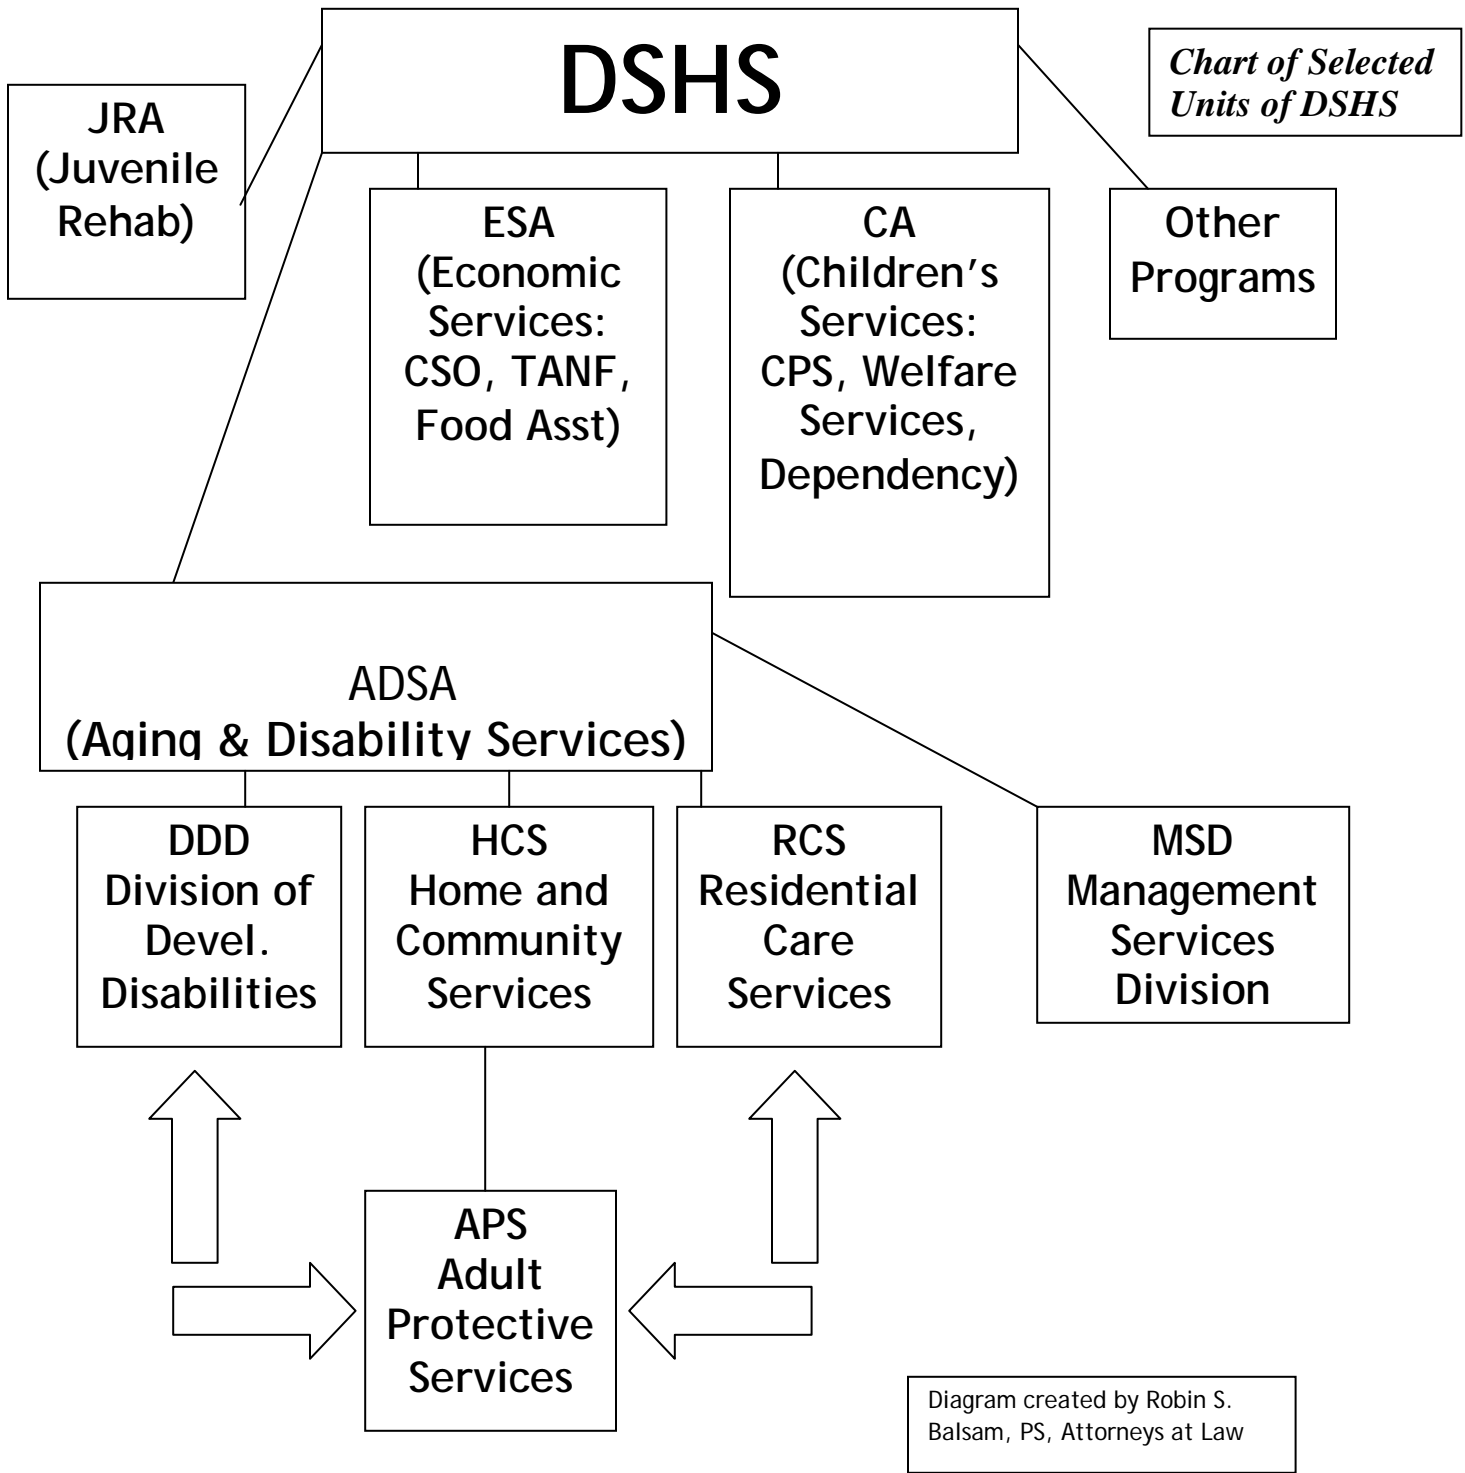 DSHS
Chart of Selected
Units of DSHS
JRA
(Juvenile
Rehab)
ESA
(Economic
Services:
CSO, TANF,
Food Asst)
CA
(Children’s
Services:
CPS, Welfare
Services,
Dependency)
Other
Programs
ADSA
(Aging & Disability Services)
DDD
Division of
Devel.
Disabilities
HCS
Home and
Community
Services
RCS
Residential
Care
Services
MSD
Management
Services
Division
APS
Adult
Protective
Services
Diagram created by Robin S.
Balsam, PS, Attorneys at Law